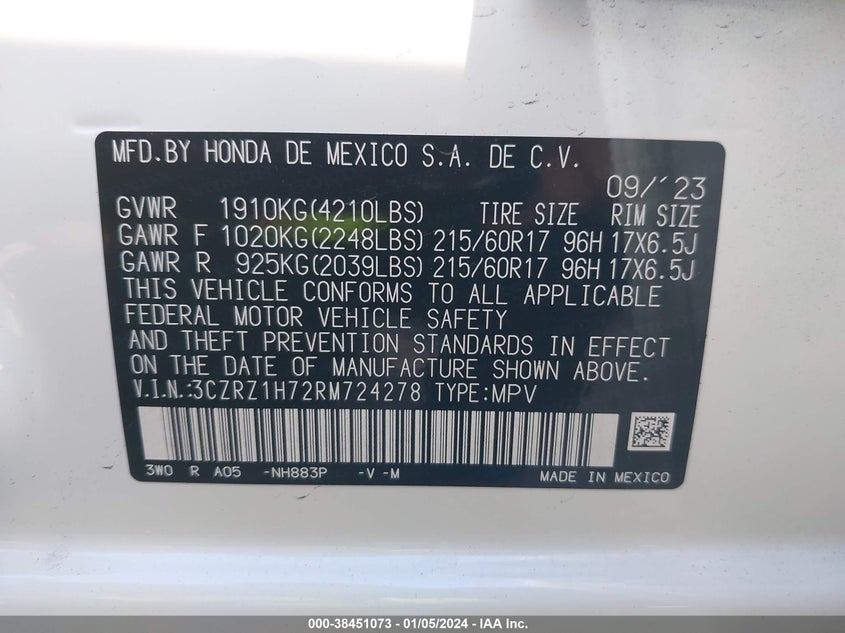 MFD.BY HONDA DE MEXICO S.A. DE C.V.
09/'23
GVWR 1910KG(4210LBS) TIRE SIZE RIM SIZE
GAWR F 1020KG(2248LBS) 215/60R17 96H 17X6.5J
GAWR R 925KG(2039LBS) 215/60R17 96H 17X6.5J
THIS VEHICLE CONFORMS TO ALL APPLICABLE
FEDERAL MOTOR VEHICLE SAFETY
AND THEFT PREVENTION STANDARDS IN EFFECT
ON THE DATE OF MANUFACTURE SHOWN ABOVE.
V.I.N.:3CZRZ1H72RM724278 TYPE:MPV
3W0 R A05 -NH883P -V -M MADE IN MEXICO
000-38451073 - 01/05/2024 - IAA Inc.